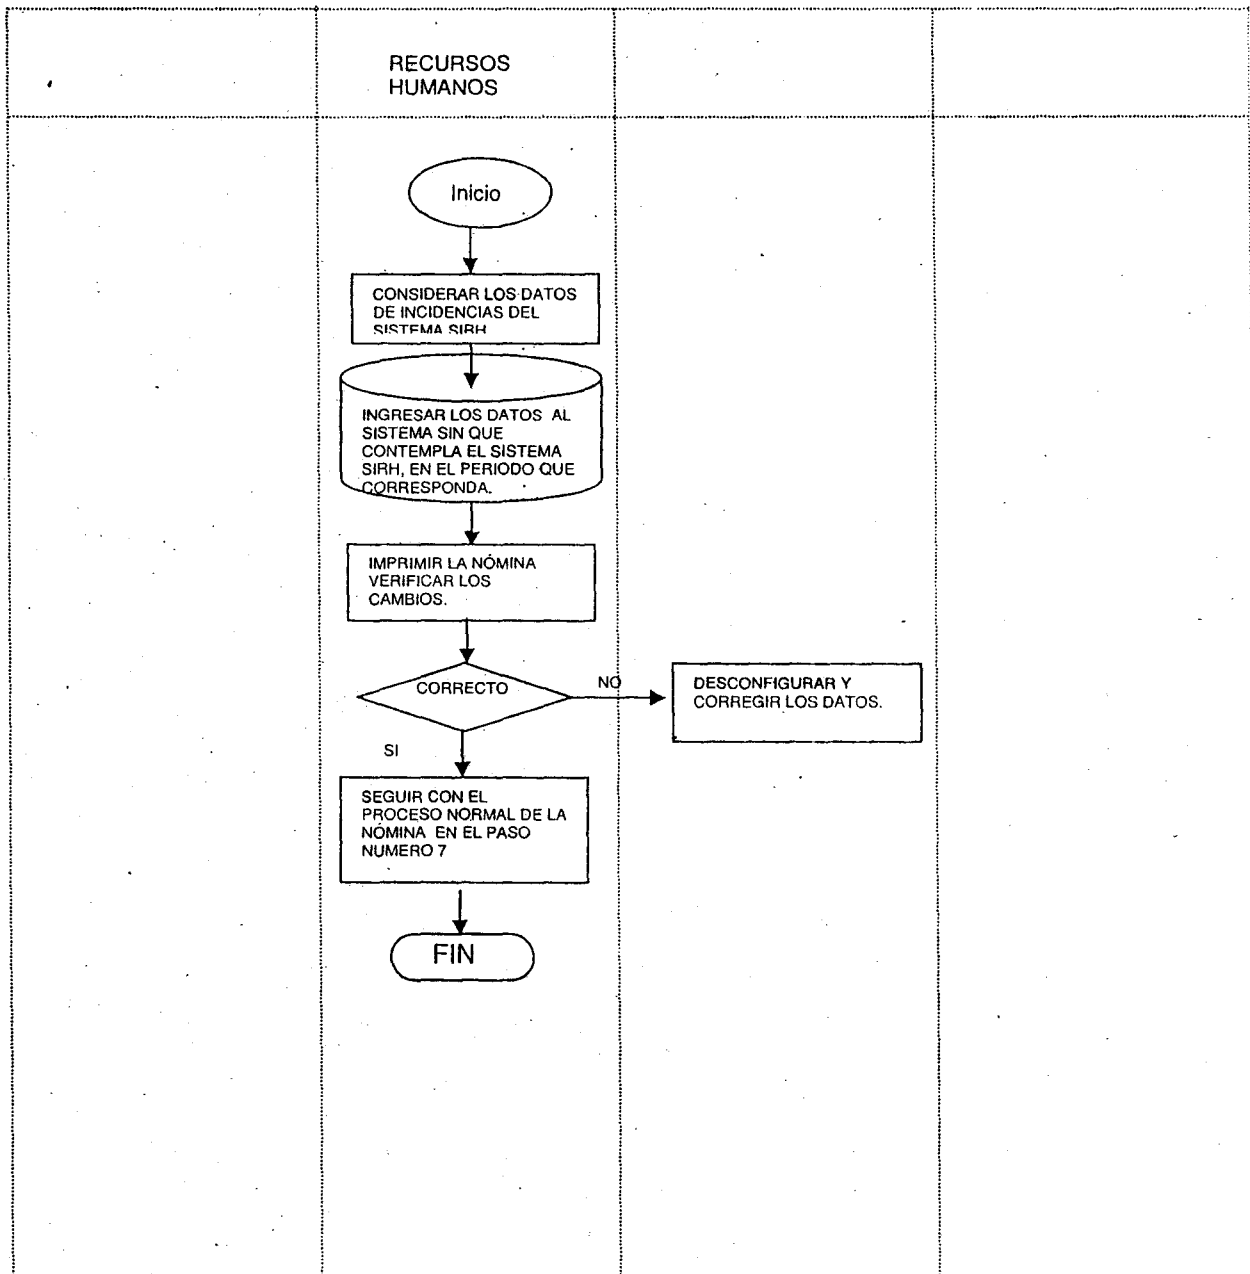 RECURSOS
HUMANOS
Inicio
CONSIDERAR LOS DATOS
DE INCIDENCIAS DEL
SISTEMA SIRH
INGRESAR LOS DATOS AL
SISTEMA SIN QUE
CONTEMPLA EL SISTEMA
SIRH, EN EL PERIODO QUE
CORRESPONDA.
IMPRIMIR LA NÓMINA
VERIFICAR LOS
CAMBIOS.
CORRECTO
NO
DESCONFIGURAR Y
CORREGIR LOS DATOS.
SI
SEGUIR CON EL
PROCESO NORMAL DE LA
NÓMINA EN EL PASO
NUMERO 7
FIN